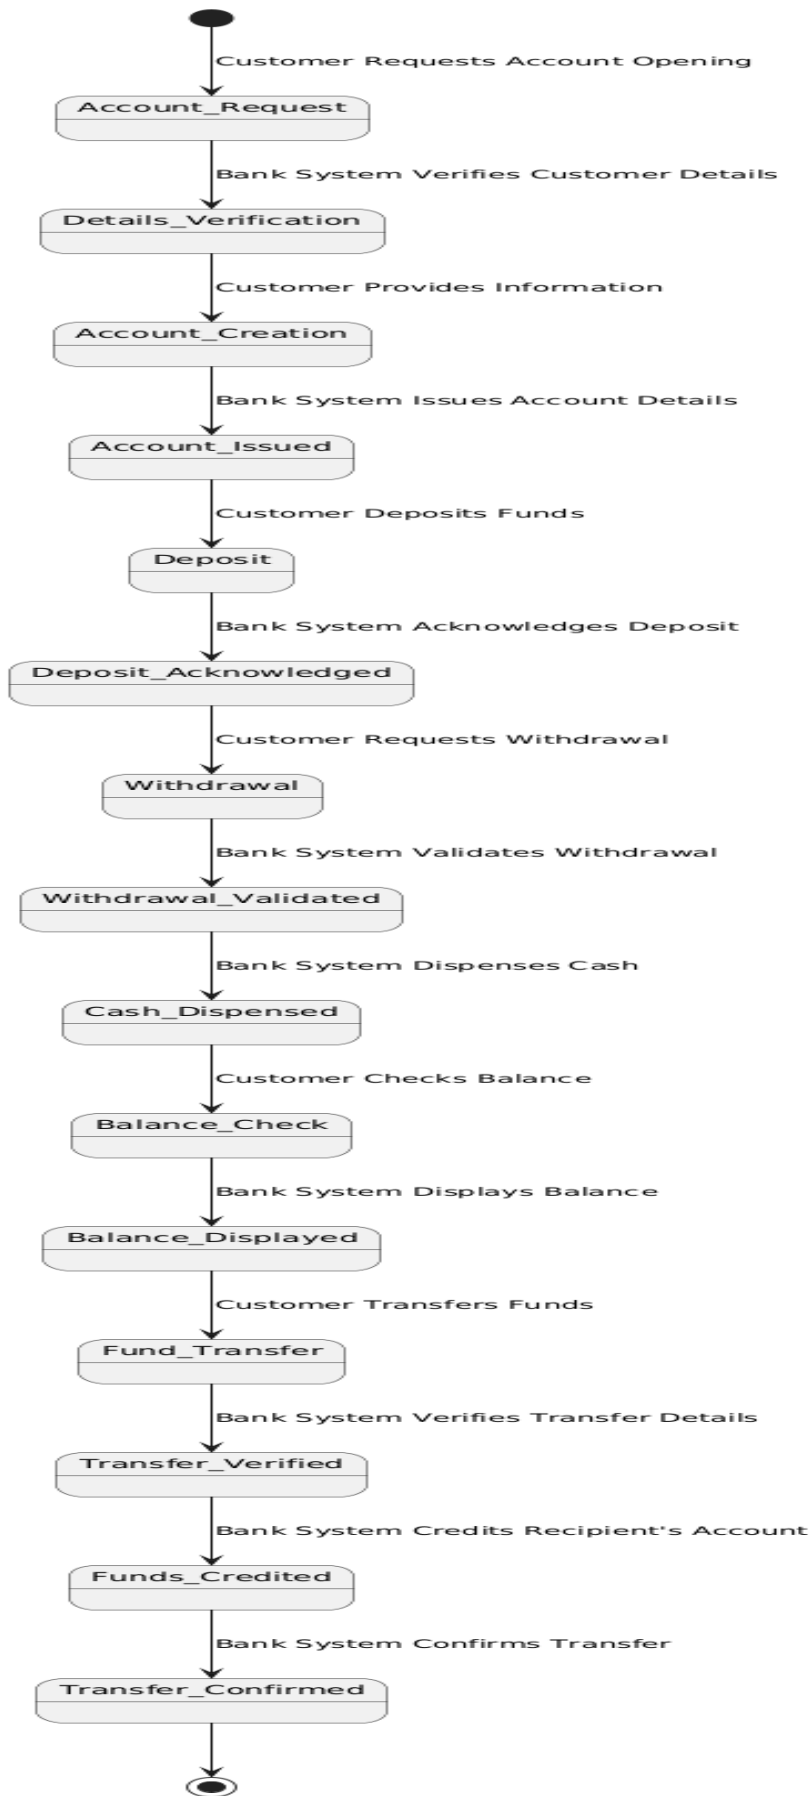 Customer Requests Account Opening
Account_Request
Bank System Verifies Customer Details
Details_Verification
Customer Provides Information
Account_Creation
Bank System Issues Account Details
Account_Issued
Customer Deposits Funds
Deposit
Bank System Acknowledges Deposit
Deposit_Acknowledged
Customer Requests Withdrawal
Withdrawal
Bank System Validates Withdrawal
Withdrawal_Validated
Bank System Dispenses Cash
Cash_Dispensed
Customer Checks Balance
Balance_Check
Bank System Displays Balance
Balance_Displayed
Customer Transfers Funds
Fund_Transfer
Bank System Verifies Transfer Details
Transfer_Verified
Bank System Credits Recipient's Account
Funds_Credited
Bank System Confirms Transfer
Transfer_Confirmed